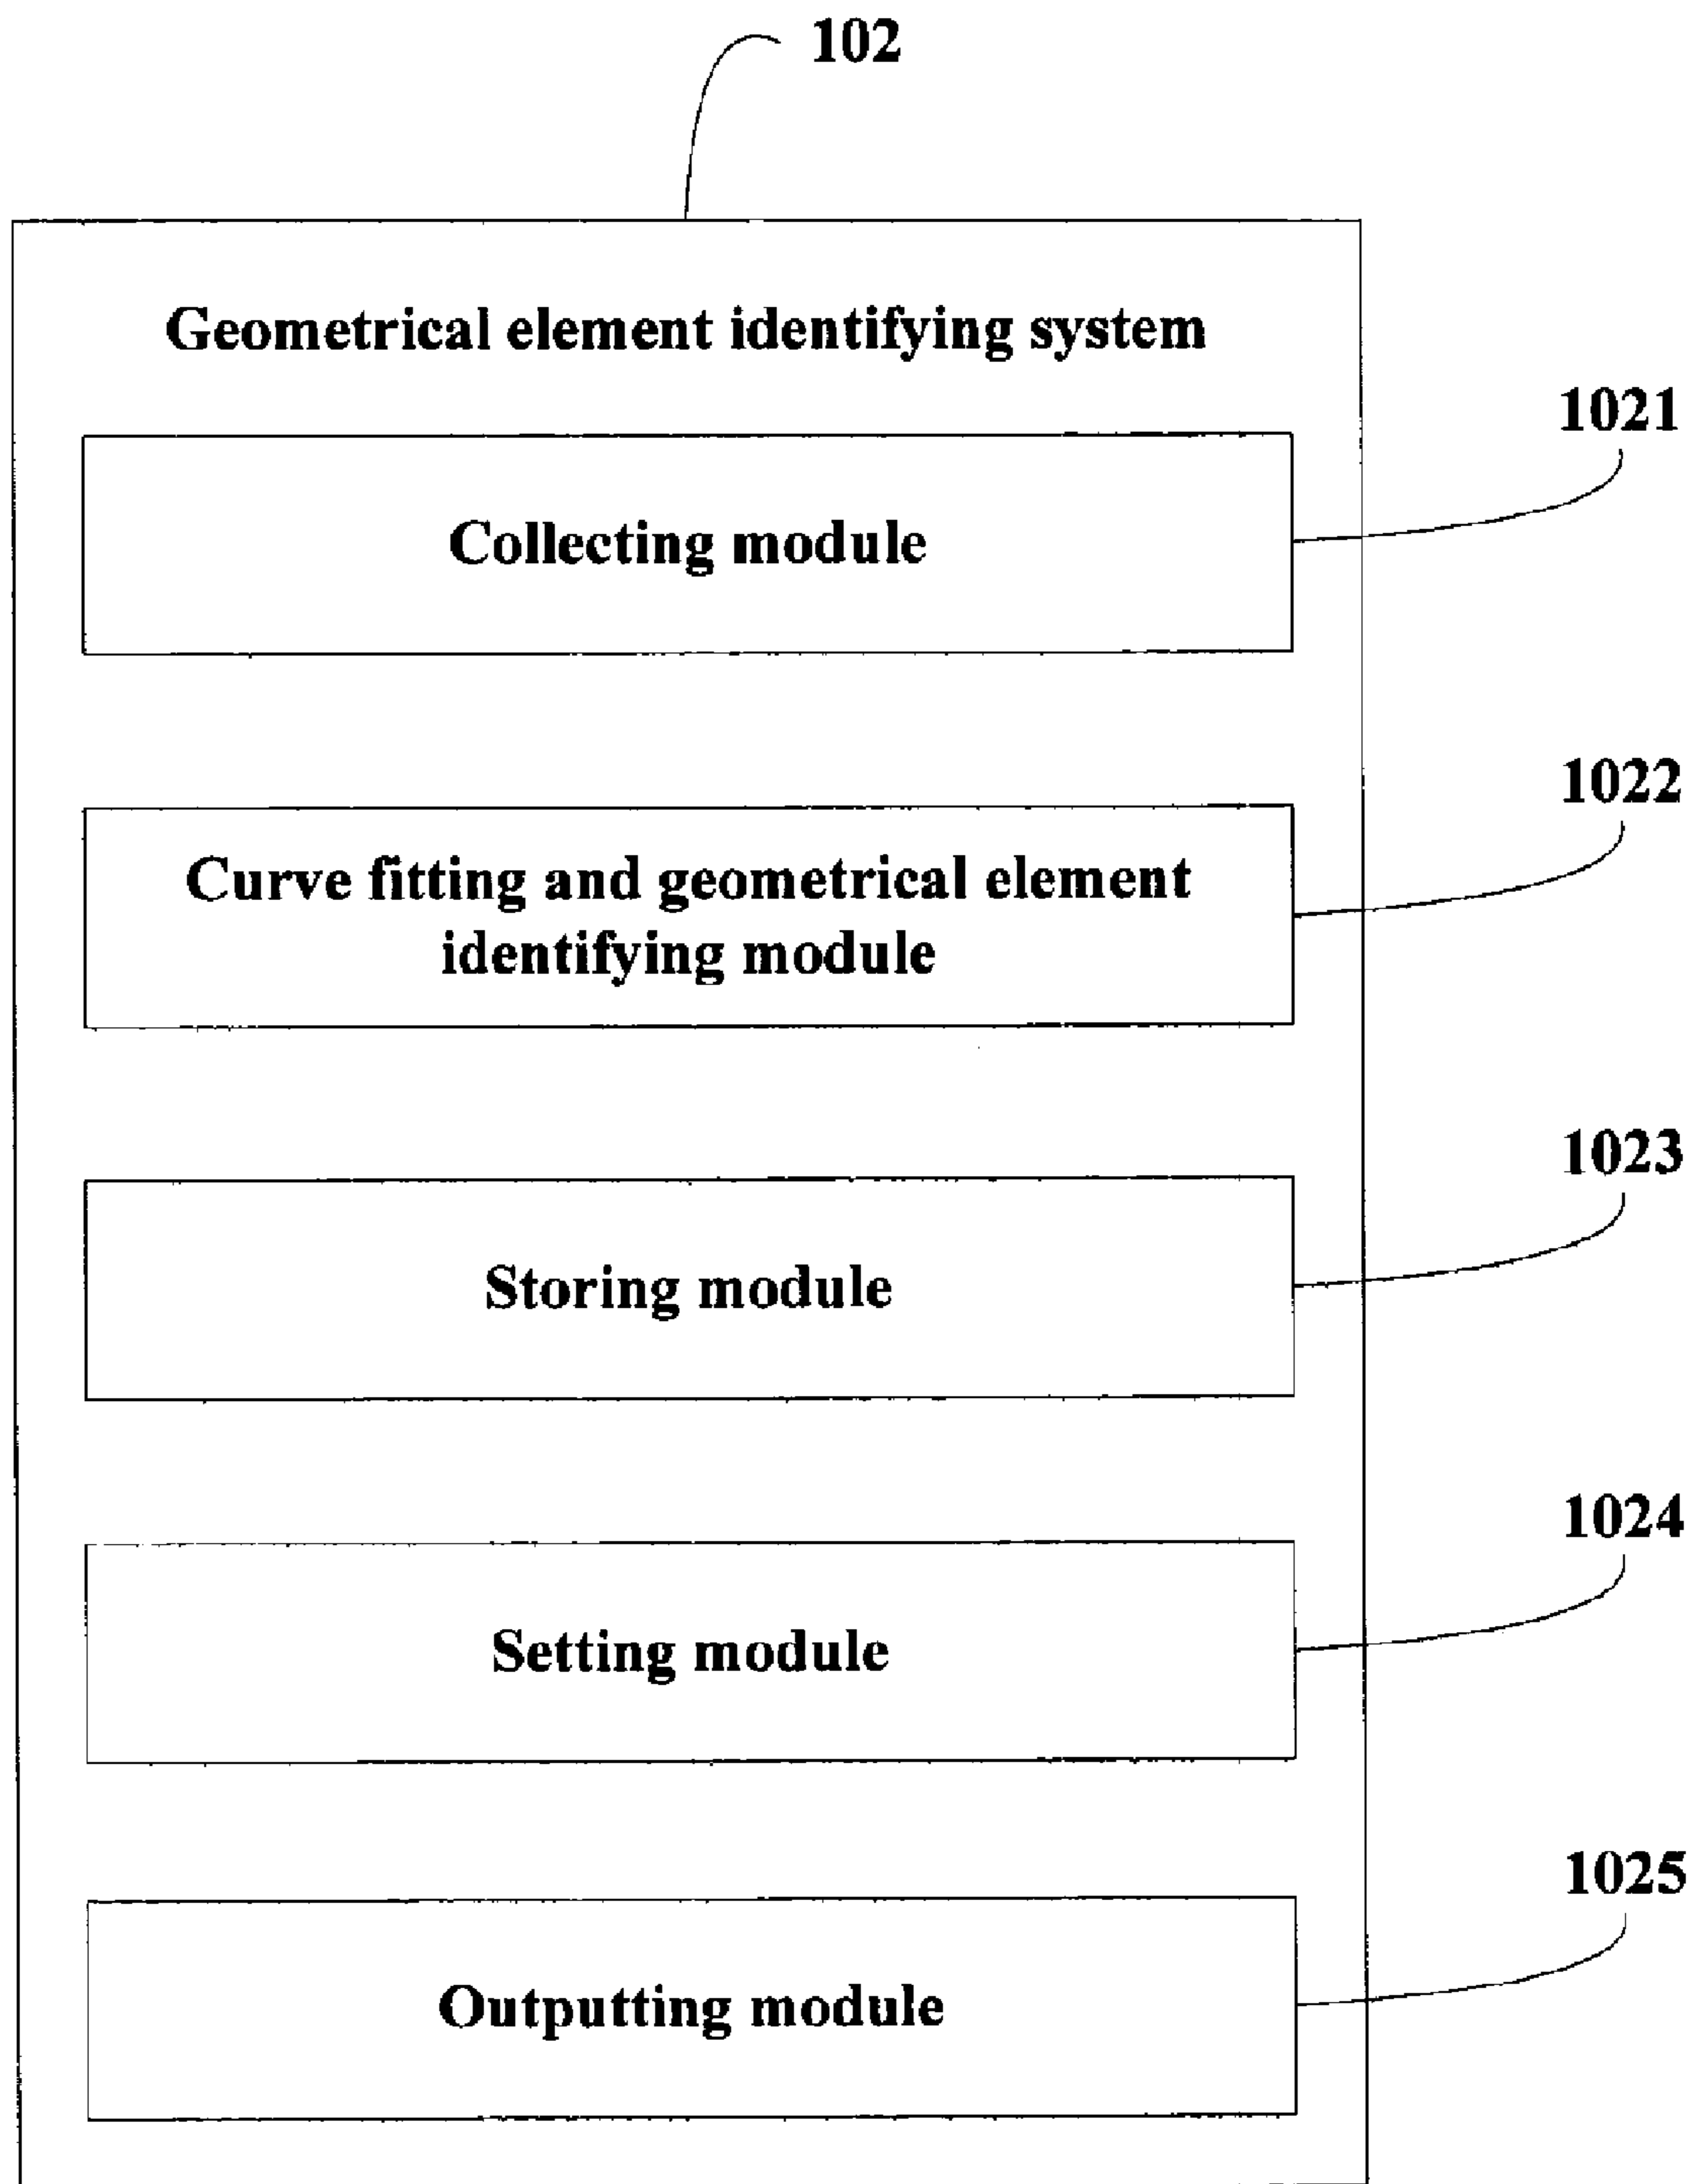 102
Geometrical element identifying system
1021
Collecting module
1022
Curve fitting and geometrical element
identifying module
1023
Storing module
1024
Setting module
1025
Outputting module